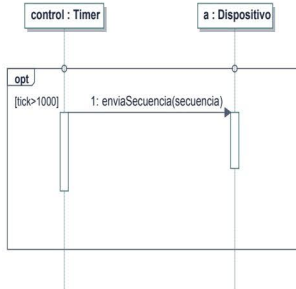 control : Timer
a : Dispositivo
opt
[tick>1000]
1: enviaSecuencia(secuencia)